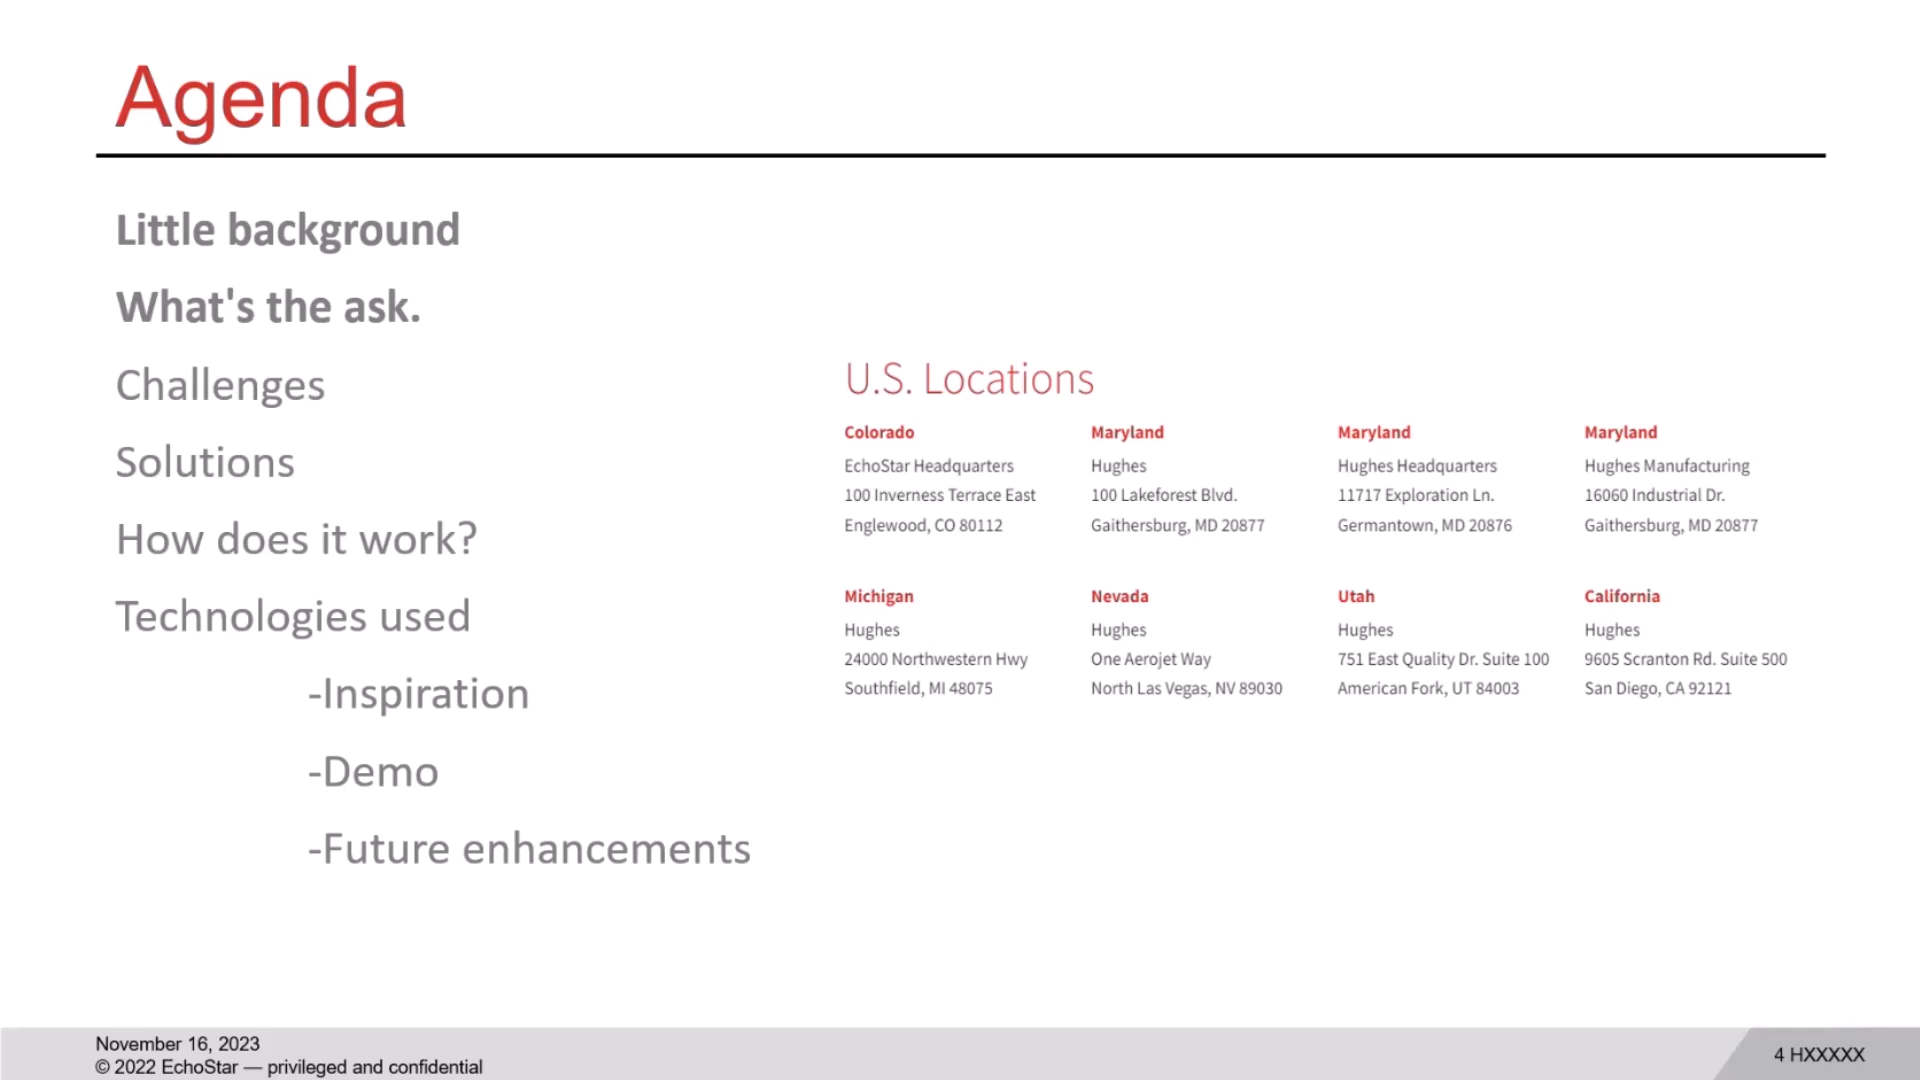 Agenda
Little background
What's the ask.
Challenges
Solutions
How does it work?
Technologies used
-Inspiration
-Demo
-Future enhancements
U.S. Locations
Colorado
EchoStar Headquarters
100 Inverness Terrace East
Englewood, CO 80112
Maryland
Hughes
100 Lakeforest Blvd.
Gaithersburg, MD 20877
Maryland
Hughes Headquarters
11717 Exploration Ln.
Germantown, MD 20876
Maryland
Hughes Manufacturing
16060 Industrial Dr.
Gaithersburg, MD 20877
Michigan
Hughes
24000 Northwestern Hwy
Southfield, MI 48075
Nevada
Hughes
One Aerojet Way
North Las Vegas, NV 89030
Utah
Hughes
751 East Quality Dr. Suite 100
American Fork, UT 84003
California
Hughes
9605 Scranton Rd. Suite 500
San Diego, CA 92121
November 16, 2023
© 2022 EchoStar — privileged and confidential
4 HXXXXX